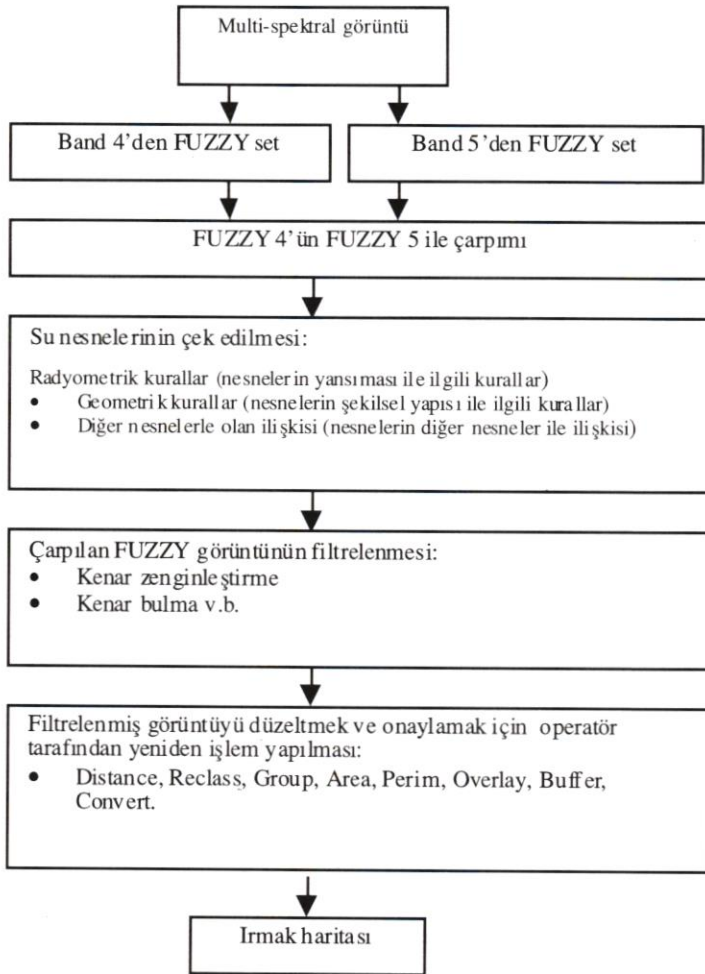 Multi-spektral görüntü
Band 4'den FUZZY set
Band 5'den FUZZY set
FUZZY 4'ün FUZZY 5 ile çarpımı
Su nesnelerinin çek edilmesi:
Radyometrik kurallar (nesnelerin yansıması ile ilgili kurallar)
• Geometrik kurallar (nesnelerin şekilsel yapısı ile ilgili kurallar)
• Diğer nesnelerle olan ilişkisi (nesnelerin diğer nesneler ile ilişkisi)
Çarpılan FUZZY görüntünün filtrelenmesi:
• Kenar zenginleştirme
• Kenar bulma v.b.
Filtrelenmiş görüntüyü düzeltmek ve onaylamak için operatör
tarafından yeniden işlem yapılması:
• Distance, Reclass, Group, Area, Perim, Overlay, Buffer,
Convert.
Irmak haritası